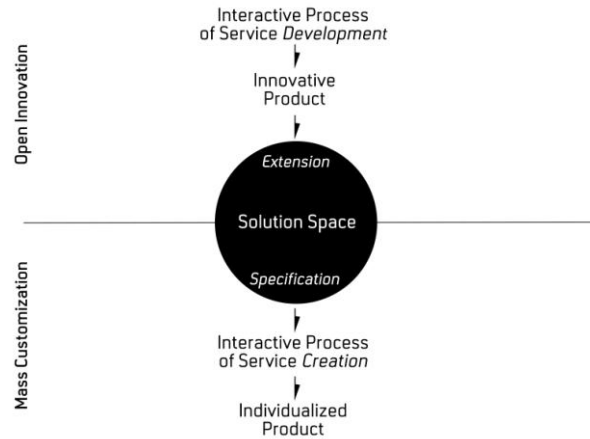 Open Innovation
Interactive Process
of Service Development
Innovative
Product
Extension
Solution Space
Specification
Mass Customization
Interactive Process
of Service Creation
Individualized
Product